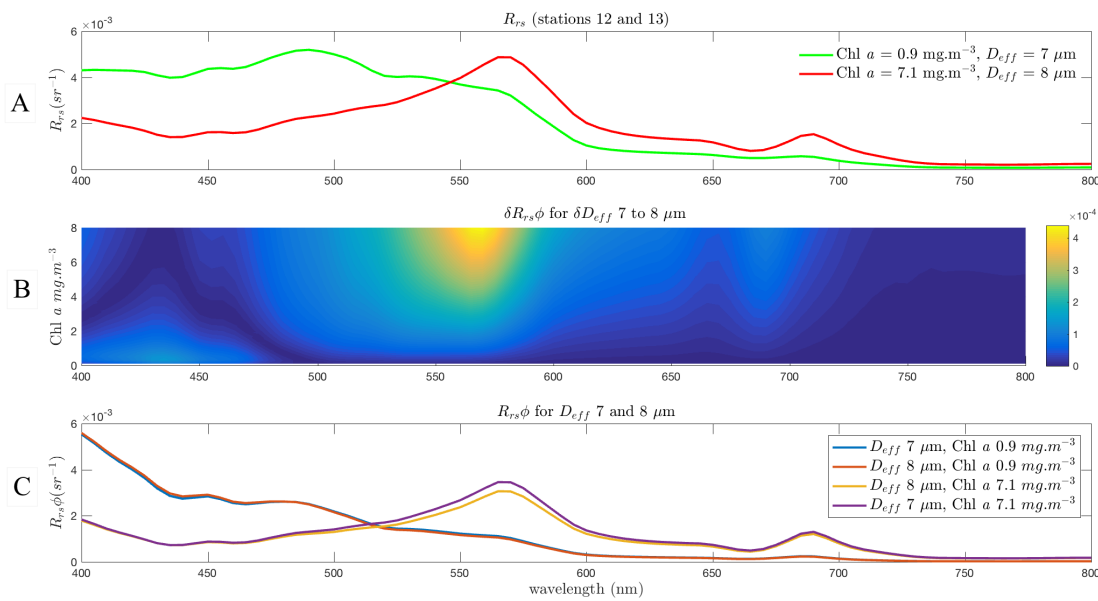 R_rs (stations 12 and 13)
×10⁻³
A
R_rs(sr⁻¹)
6
4
2
0
Chl a = 0.9 mg.m⁻³, D_eff = 7 μm
Chl a = 7.1 mg.m⁻³, D_eff = 8 μm
400 450 500 550 600 650 700 750 800
δR_rsϕ for δD_eff 7 to 8 μm
B
Chl a mg.m⁻³
8
6
4
2
0
400 450 500 550 600 650 700 750 800
×10⁻⁴
4
3
2
1
0
R_rsϕ for D_eff 7 and 8 μm
×10⁻³
C
R_rsϕ(sr⁻¹)
6
4
2
0
D_eff 7 μm, Chl a 0.9 mg.m⁻³
D_eff 8 μm, Chl a 0.9 mg.m⁻³
D_eff 8 μm, Chl a 7.1 mg.m⁻³
D_eff 7 μm, Chl a 7.1 mg.m⁻³
400 450 500 550 600 650 700 750 800
wavelength (nm)